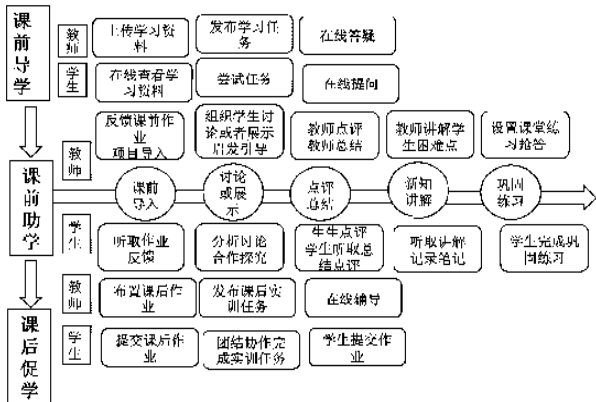 课
前
导
学
教
师
上传学习资
料
发布学习任
务
在线答疑
学
生
在线查看学
习资料
尝试任务
在线提问
教
师
反馈课前作
业
项目导入
组织学生讨
论或者展示
启发引导
教师点评
教师总结
教师讲解学
生困难点
设置课堂练
习抢答
课
前
助
学
课前
导入
讨论
或展
示
点评
总结
新知
讲解
巩固
练习
学
生
听取作业
反馈
分析讨论
合作探究
生生点评
学生听取总
结点评
听取讲解
记录笔记
学生完成巩
固练习
教
师
布置课后作
业
发布课后实
训任务
在线辅导
课
后
促
学
学
生
提交课后作
业
团结协作完
成实训任务
学生提交作
业